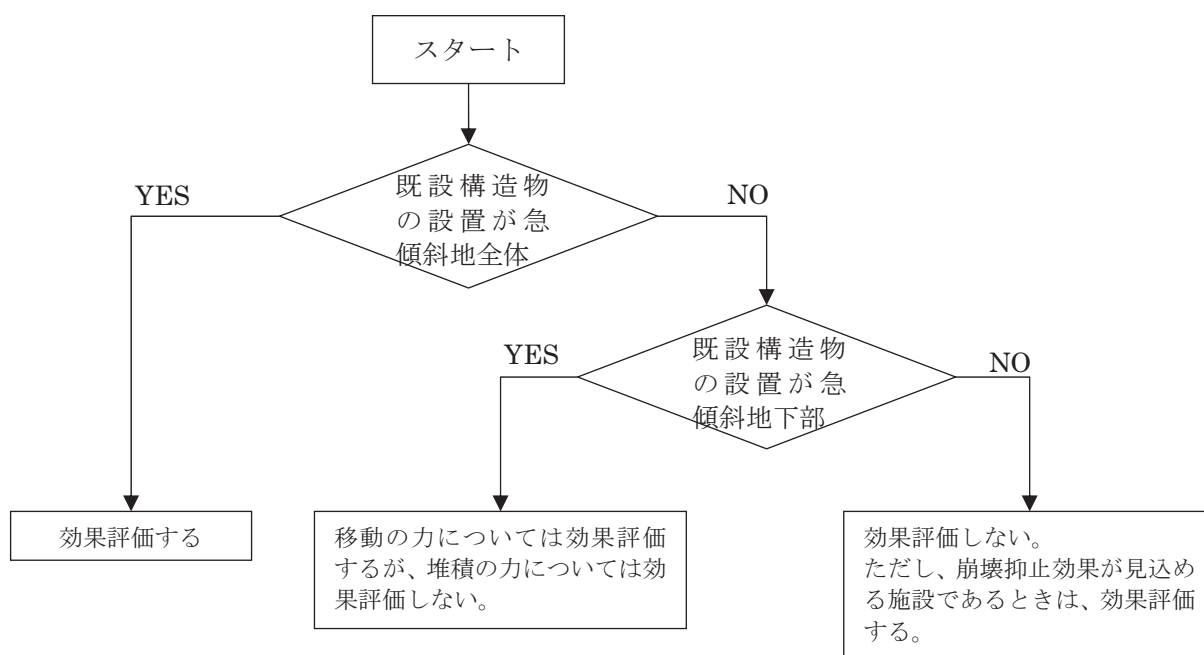 スタート
既設構造物
の設置が急
傾斜地全体
YES
NO
既設構造物
の設置が急
傾斜地下部
YES
NO
効果評価する
移動の力については効果評価
するが、堆積の力については効
果評価しない。
効果評価しない。
ただし、崩壊抑止効果が見込め
る施設であるときは、効果評価
する。